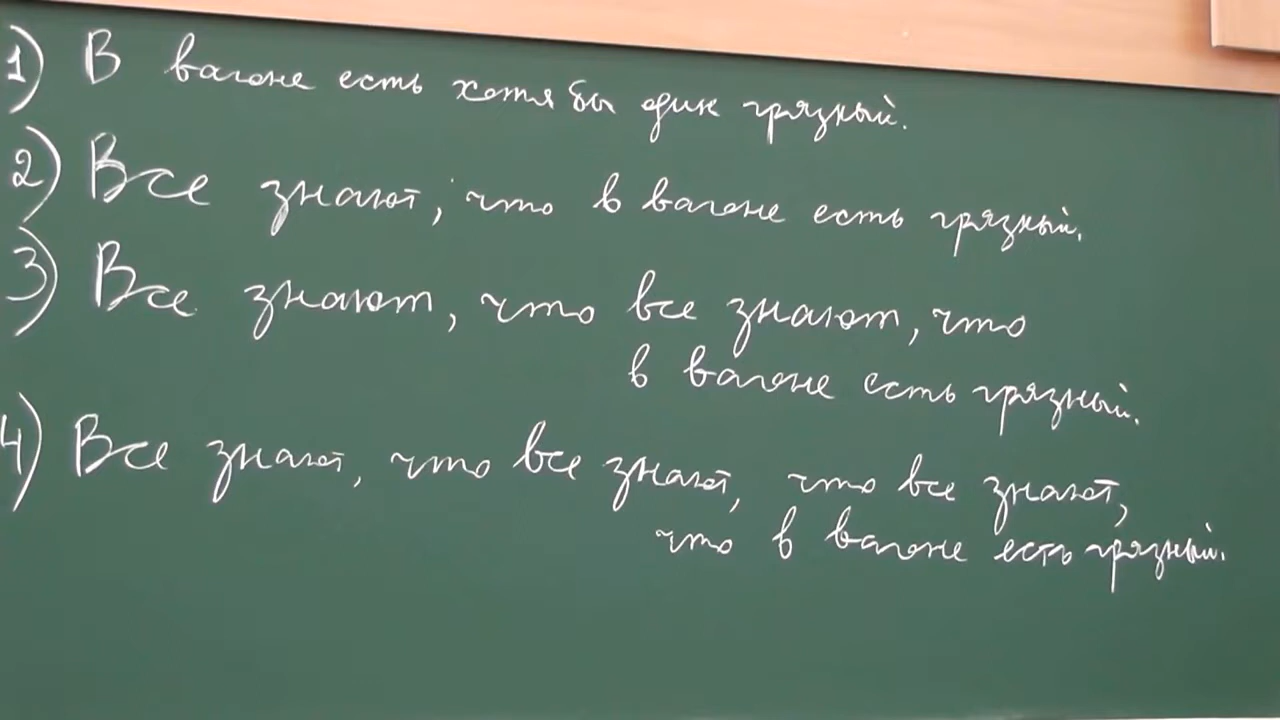 1) В вагоне есть хотя бы один грязный.
2) Все знают, что в вагоне есть грязный.
3) Все знают, что все знают, что
в вагоне есть грязный.
4) Все знают, что все знают, что все знают,
что в вагоне есть грязный.